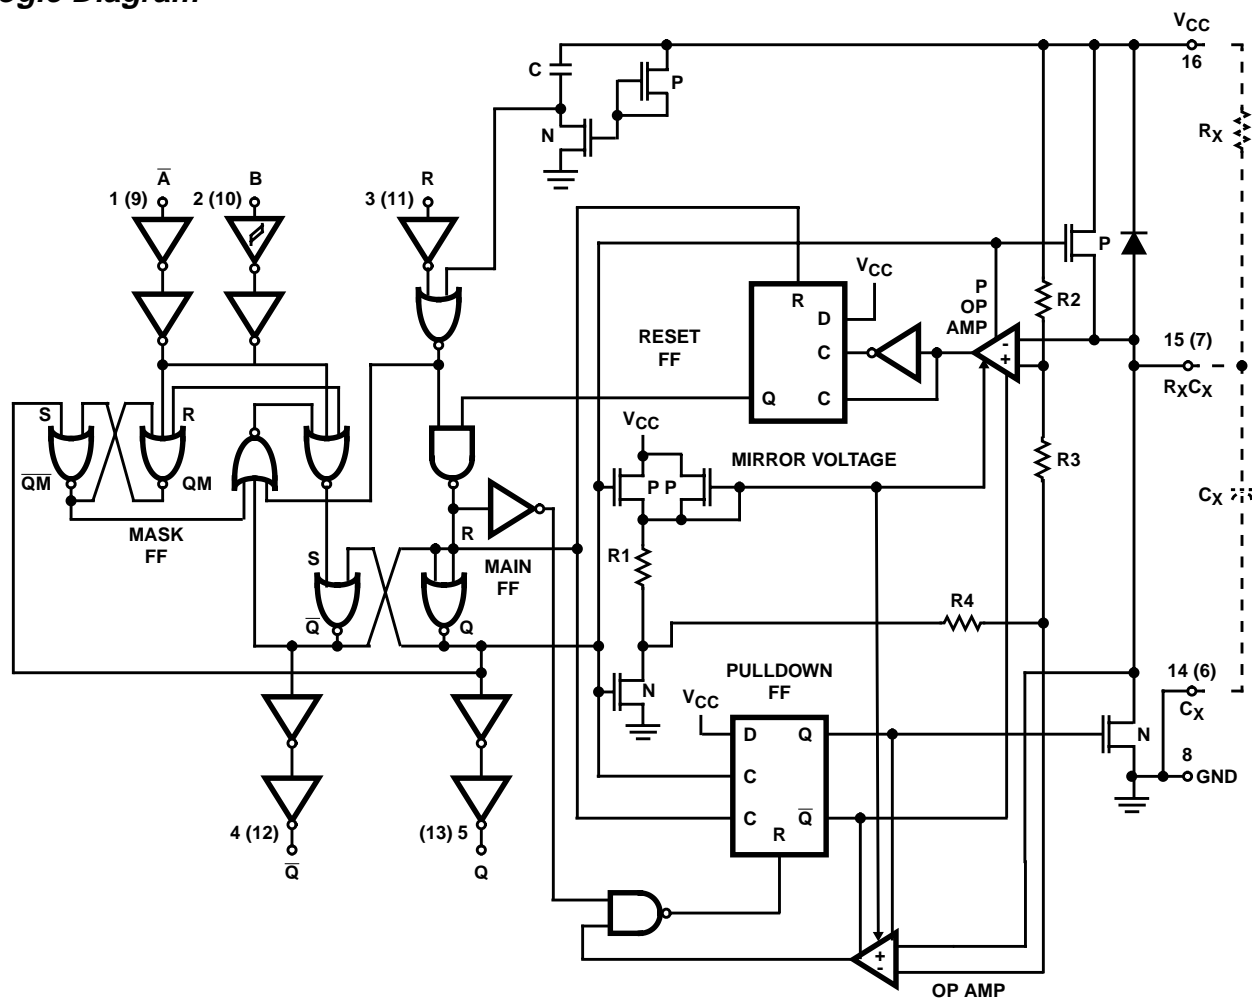 Logic Diagram
VCC
16
C
P
N
RX
A̅
B
R
1 (9)
2 (10)
3 (11)
P
VCC
R
D
C
C
Q
RESET
FF
P
OP
AMP
-
+
R2
15 (7)
RXCX
S
R
Q̅M̅
QM
MASK
FF
VCC
MIRROR VOLTAGE
P P
R3
CX
R
MAIN
FF
S
Q̅
Q
R1
R4
N
PULLDOWN
FF
VCC
D
Q
C
C
Q̅
R
14 (6)
CX
N
8
GND
4 (12)
Q̅
(13) 5
Q
+
-
OP AMP